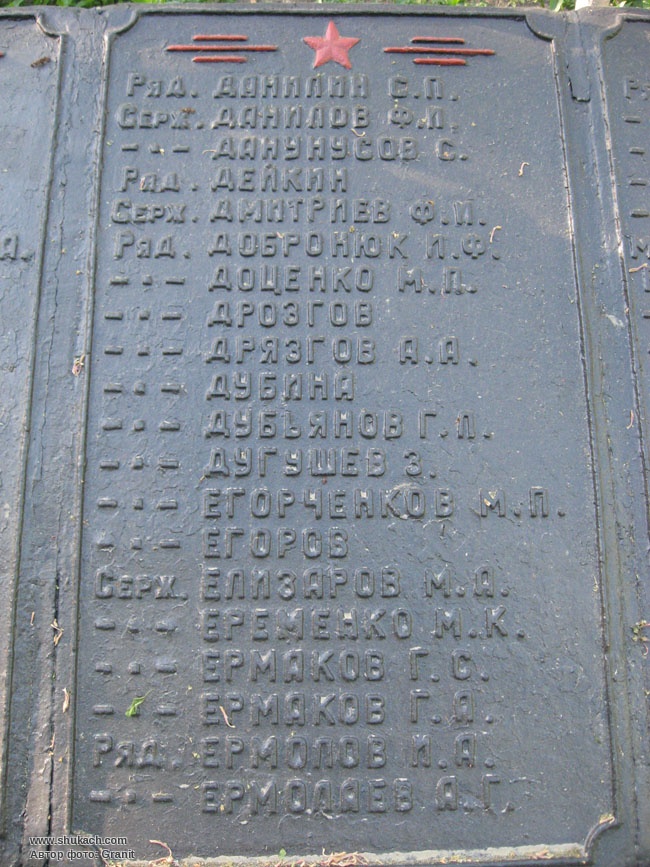 Ряд. ДАНИЛИН С.П.
Серж. ДАНИЛОВ Ф.П.
–·– ДАНУНУСОВ С.
Ряд. ДЕЙКИН
Серж. ДМИТРИЕВ Ф.И.
Ряд. ДОБРОНЮК И.Ф.
–·– ДОЦЕНКО М.П.
–·– ДРОЗГОВ
–·– ДРЯЗГОВ А.А.
–·– ДУБИНА
–·– ДУБЬЯНОВ Г.П.
–·– ДУГУШЕВ З.
–·– ЕГОРЧЕНКОВ М.П.
–·– ЕГОРОВ
Серж. ЕЛИЗАРОВ М.А.
–·– ЕРЕМЕНКО М.К.
–·– ЕРМАКОВ Г.С.
–·– ЕРМАКОВ Г.А.
Ряд. ЕРМОЛОВ И.А.
–·– ЕРМОЛАЕВ А.Г.
А.
www.shukach.com
Автор фото: Granit